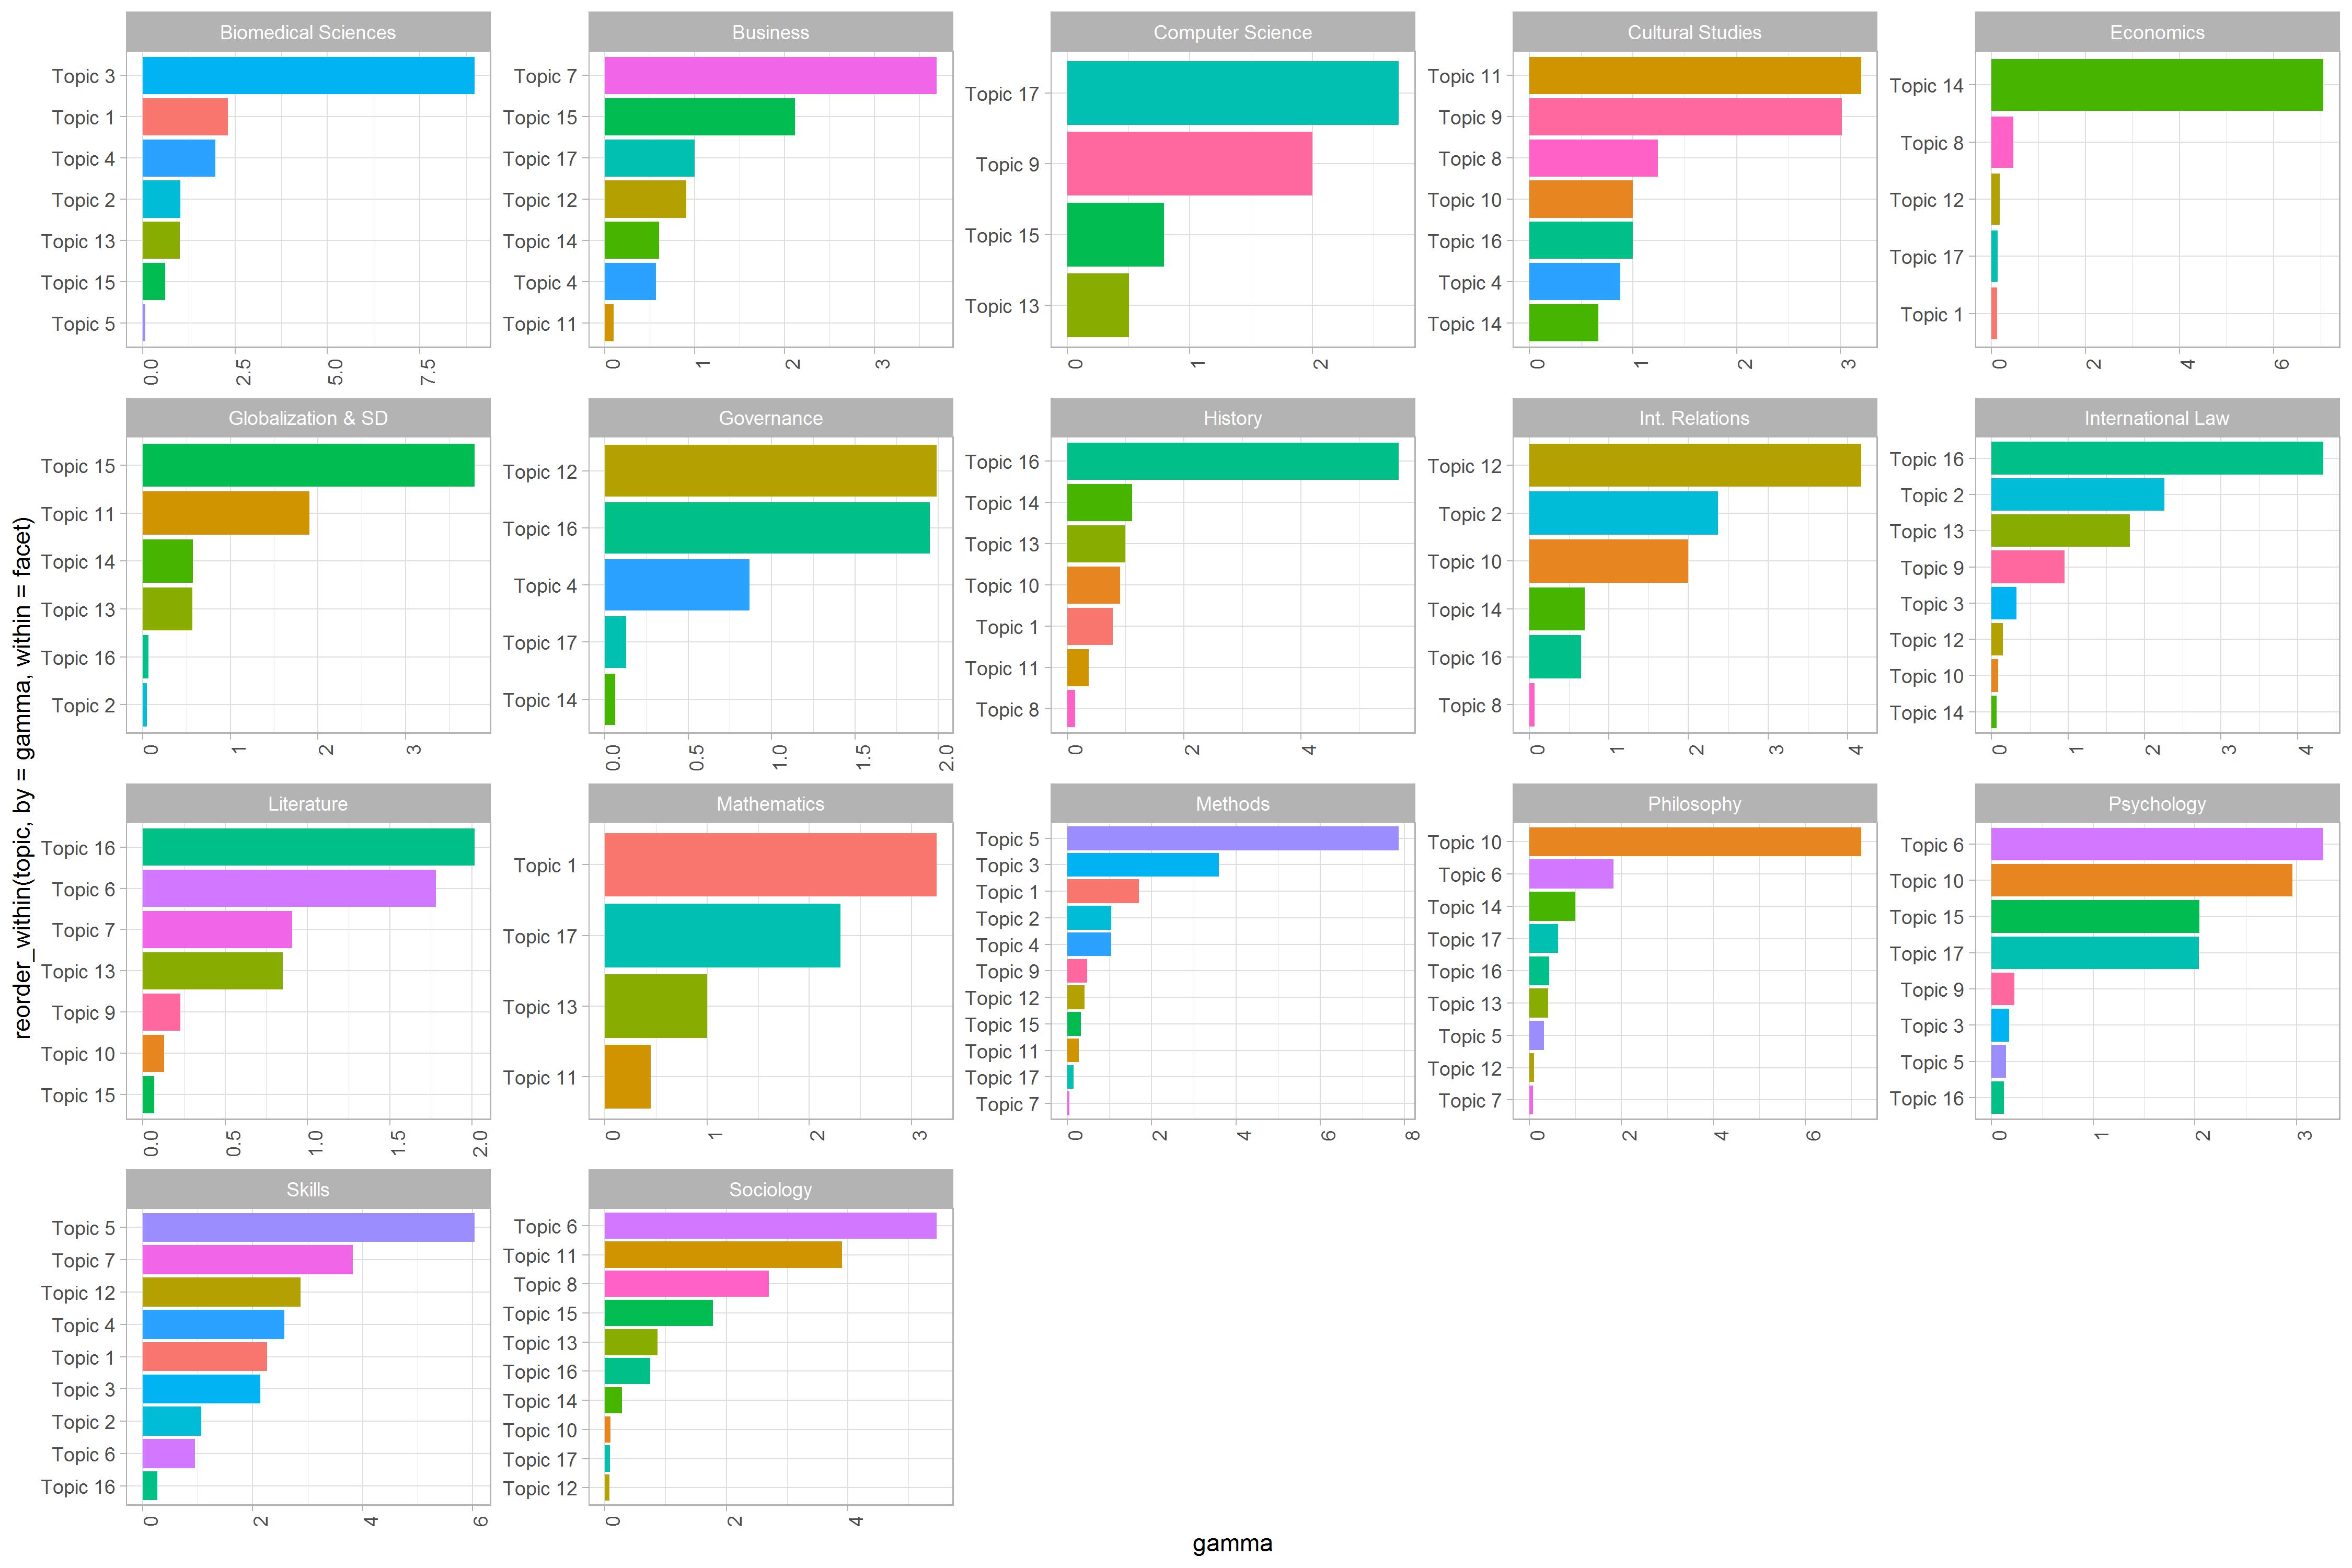 Biomedical Sciences
Topic 3
Topic 1
Topic 4
Topic 2
Topic 13
Topic 15
Topic 5
0.0
2.5
5.0
7.5
Business
Topic 7
Topic 15
Topic 17
Topic 12
Topic 14
Topic 4
Topic 11
0
1
2
3
Computer Science
Topic 17
Topic 9
Topic 15
Topic 13
0
1
2
Cultural Studies
Topic 11
Topic 9
Topic 8
Topic 10
Topic 16
Topic 4
Topic 14
0
1
2
3
Economics
Topic 14
Topic 8
Topic 12
Topic 17
Topic 1
0
2
4
6
Globalization & SD
Topic 15
Topic 11
Topic 14
Topic 13
Topic 16
Topic 2
0
1
2
3
Governance
Topic 12
Topic 16
Topic 4
Topic 17
Topic 14
0.0
0.5
1.0
1.5
2.0
History
Topic 16
Topic 14
Topic 13
Topic 10
Topic 1
Topic 11
Topic 8
0
2
4
Int. Relations
Topic 12
Topic 2
Topic 10
Topic 14
Topic 16
Topic 8
0
1
2
3
4
International Law
Topic 16
Topic 2
Topic 13
Topic 9
Topic 3
Topic 12
Topic 10
Topic 14
0
1
2
3
4
Literature
Topic 16
Topic 6
Topic 7
Topic 13
Topic 9
Topic 10
Topic 15
0.0
0.5
1.0
1.5
2.0
Mathematics
Topic 1
Topic 17
Topic 13
Topic 11
0
1
2
3
Methods
Topic 5
Topic 3
Topic 1
Topic 2
Topic 4
Topic 9
Topic 12
Topic 15
Topic 11
Topic 17
Topic 7
0
2
4
6
8
Philosophy
Topic 10
Topic 6
Topic 14
Topic 17
Topic 16
Topic 13
Topic 5
Topic 12
Topic 7
0
2
4
6
Psychology
Topic 6
Topic 10
Topic 15
Topic 17
Topic 9
Topic 3
Topic 5
Topic 16
0
1
2
3
Skills
Topic 5
Topic 7
Topic 12
Topic 4
Topic 1
Topic 3
Topic 2
Topic 6
Topic 16
0
2
4
6
Sociology
Topic 6
Topic 11
Topic 8
Topic 15
Topic 13
Topic 16
Topic 14
Topic 10
Topic 17
Topic 12
0
2
4
reorder_within(topic, by = gamma, within = facet)
gamma